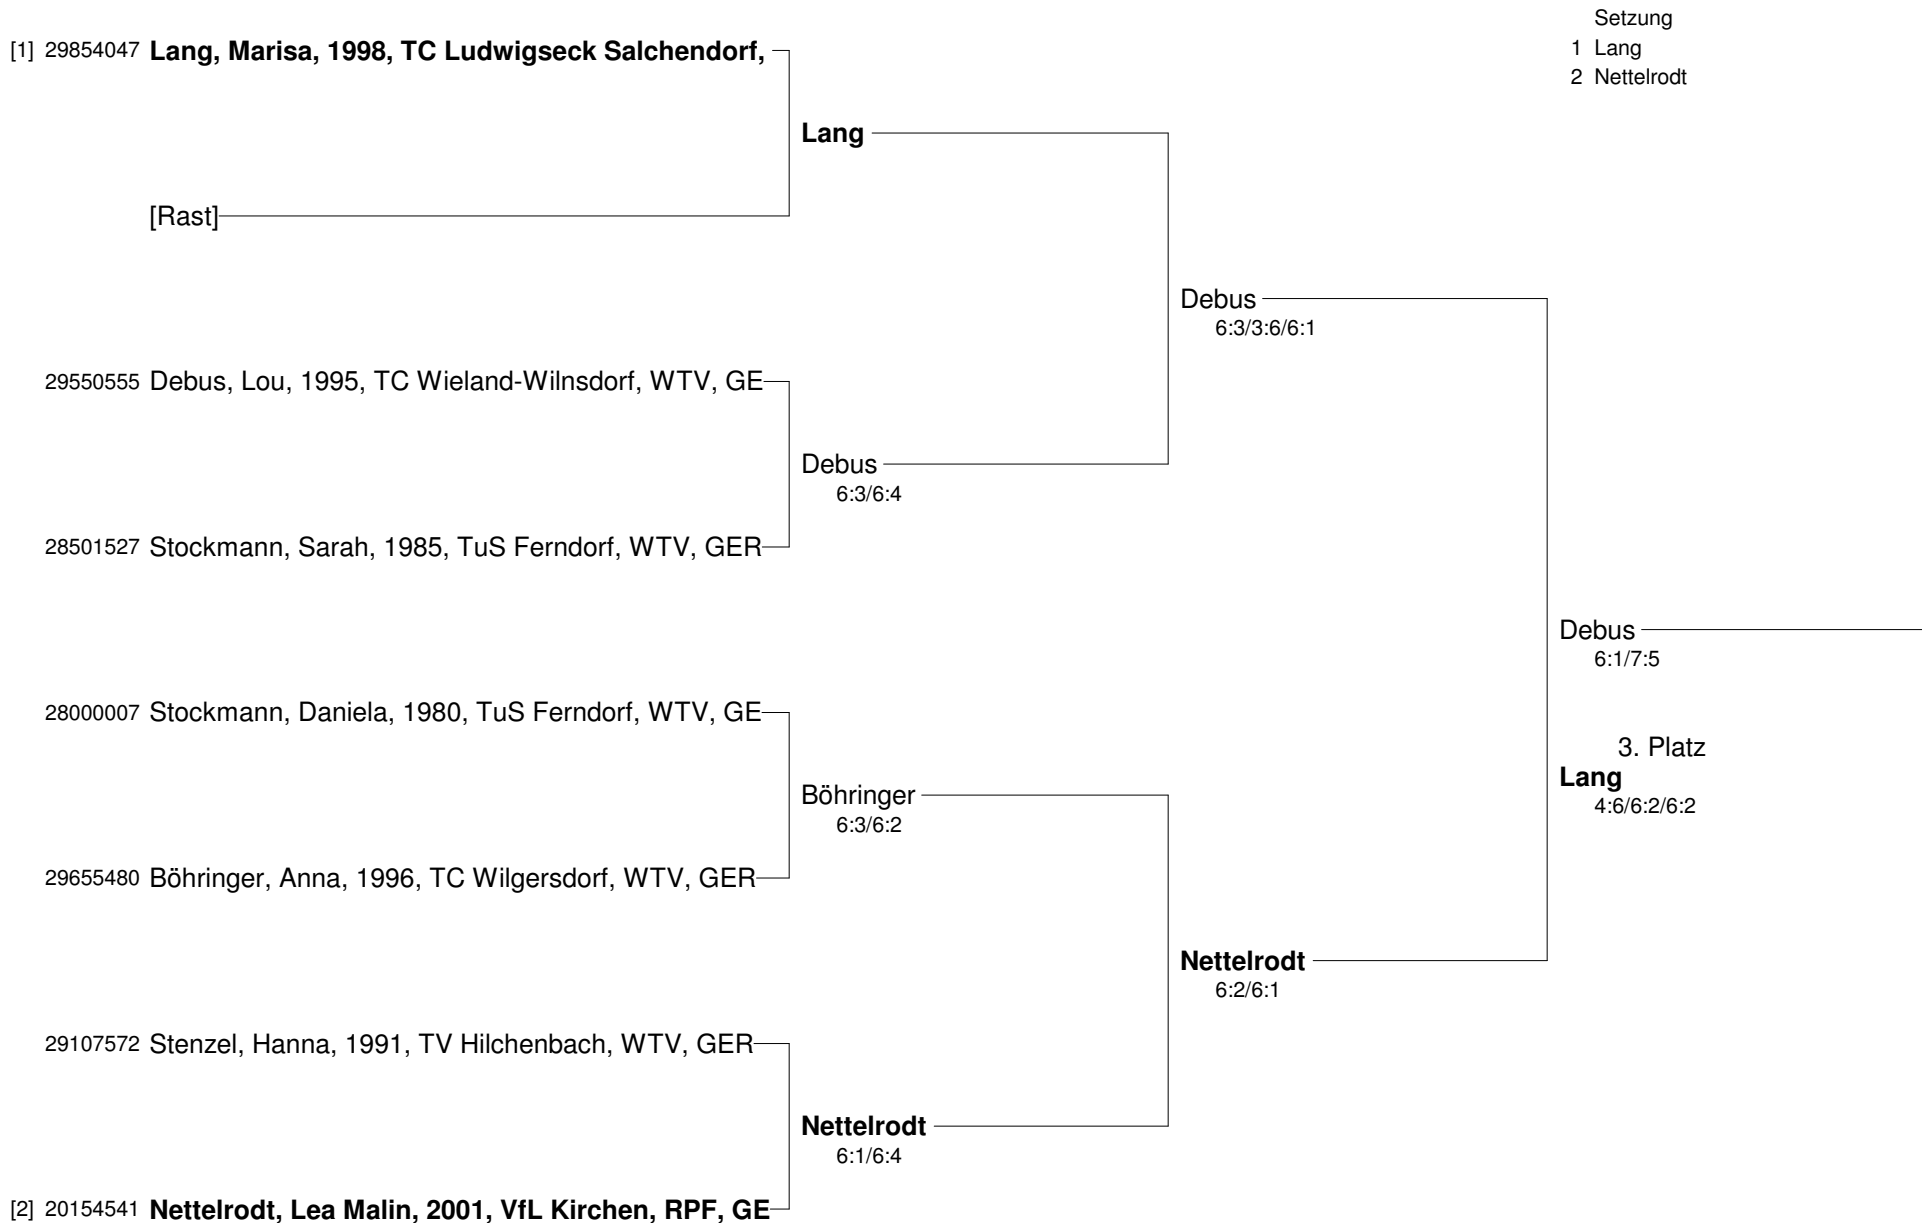 Setzung
1 Lang
2 Nettelrodt
[1] 29854047 Lang, Marisa, 1998, TC Ludwigseck Salchendorf,
Lang
[Rast]
Debus
6:3/3:6/6:1
29550555 Debus, Lou, 1995, TC Wieland-Wilnsdorf, WTV, GE
Debus
6:3/6:4
28501527 Stockmann, Sarah, 1985, TuS Ferndorf, WTV, GER
Debus
6:1/7:5
28000007 Stockmann, Daniela, 1980, TuS Ferndorf, WTV, GE
3. Platz
Lang
4:6/6:2/6:2
Böhringer
6:3/6:2
29655480 Böhringer, Anna, 1996, TC Wilgersdorf, WTV, GER
Nettelrodt
6:2/6:1
29107572 Stenzel, Hanna, 1991, TV Hilchenbach, WTV, GER
Nettelrodt
6:1/6:4
[2] 20154541 Nettelrodt, Lea Malin, 2001, VfL Kirchen, RPF, GE